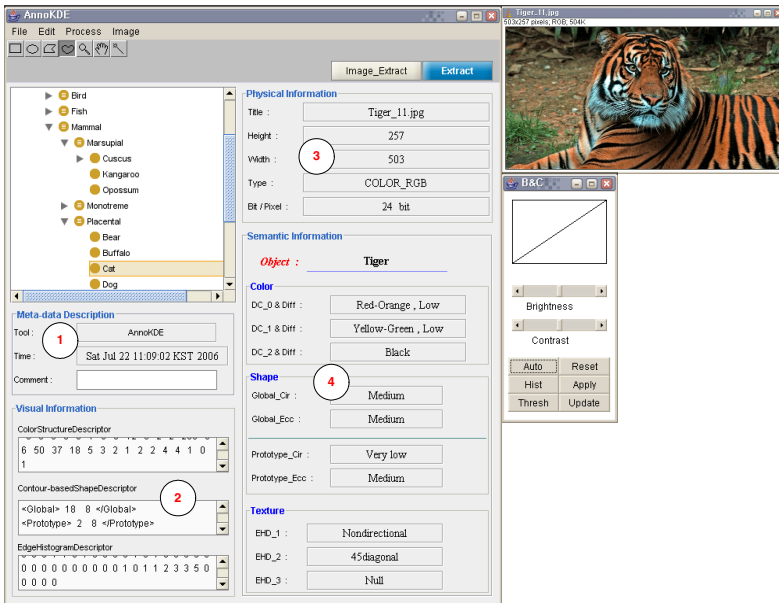 AnnoKDE
File Edit Process Image
Image_Extract Extract
Bird
Fish
Mammal
Marsupial
Cuscus
Kangaroo
Opossum
Monotreme
Placental
Bear
Buffalo
Cat
Dog
Meta-data Description
Tool : AnnoKDE
1
Time : Sat Jul 22 11:09:02 KST 2006
Comment :
Visual Information
ColorStructureDescriptor
6 50 37 18 5 3 2 1 2 2 4 4 1 0
1
Contour-basedShapeDescriptor
2
<Global> 18 8 </Global>
<Prototype> 2 8 </Prototype>
EdgeHistogramDescriptor
0 0 0 0 0 0 0 0 0 1 0 1 1 2 3 3 5 0
0 0 0 0
Physical Information
Title : Tiger_11.jpg
Height : 257
3
Width : 503
Type : COLOR_RGB
Bit / Pixel : 24 bit
Semantic Information
Object : Tiger
Color
DC_0 & Diff : Red-Orange , Low
DC_1 & Diff : Yellow-Green , Low
DC_2 & Diff : Black
Shape
4
Global_Cir : Medium
Global_Ecc : Medium
Prototype_Cir : Very low
Prototype_Ecc : Medium
Texture
EHD_1 : Nondirectional
EHD_2 : 45diagonal
EHD_3 : Null
Tiger_11.jpg
503x257 pixels; RGB; 504K
B&C
Brightness
Contrast
Auto Reset
Hist Apply
Thresh Update